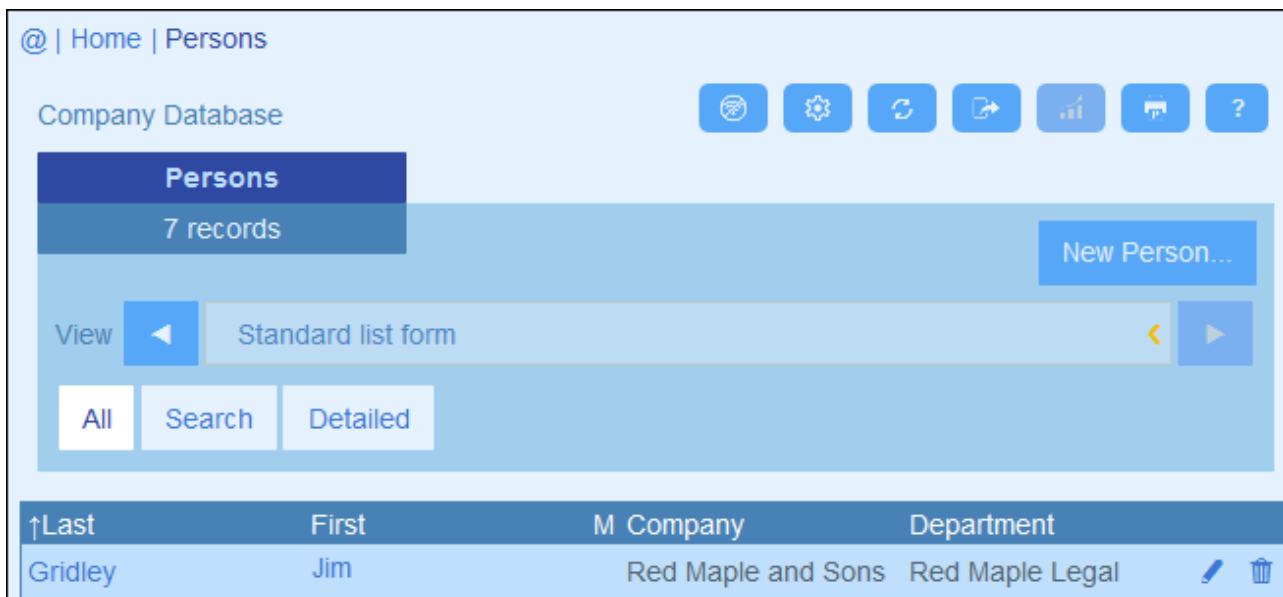 @ | Home | Persons
Company Database
?
Persons
7 records
New Person...
View
Standard list form
All Search Detailed
↑Last First M Company Department
Gridley Jim Red Maple and Sons Red Maple Legal